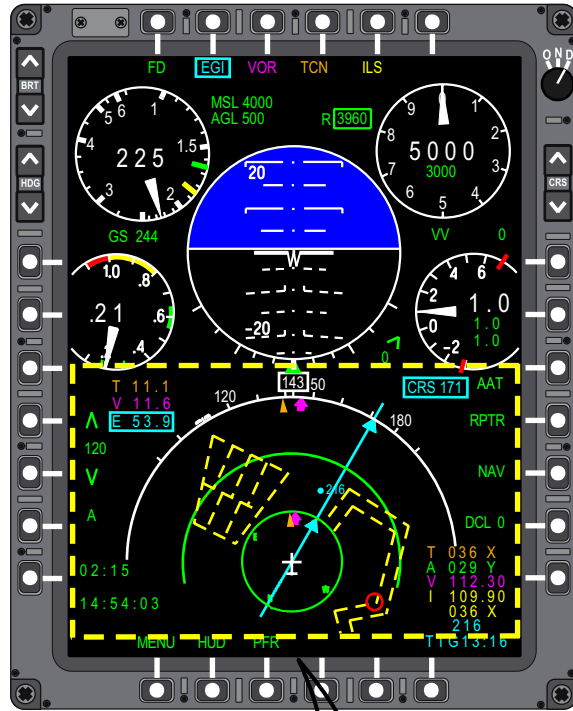 O N D
FD EGI VOR TCN ILS
BRT
MSL 4000
AGL 500
R 3960
6 1
5
4 1.5
3 2
225
9 0 1
8 2
7 3
6 5 4
5000
3000
20
HDG
CRS
GS 244
VV 0
1.0 .8
.6
.4
.2
.21
4 6
2
0
-2
1.0
1.0
1.0
-20
0
T 11.1
V 11.6
E 53.9
143 50
CRS 171 AAT
120
180
RPTR
120
A
216
NAV
DCL 0
E
W
02:15
14:54:03
T 036 X
A 029 Y
V 112.30
I 109.90
036 X
216
TTG13:16
MENU HUD PFR